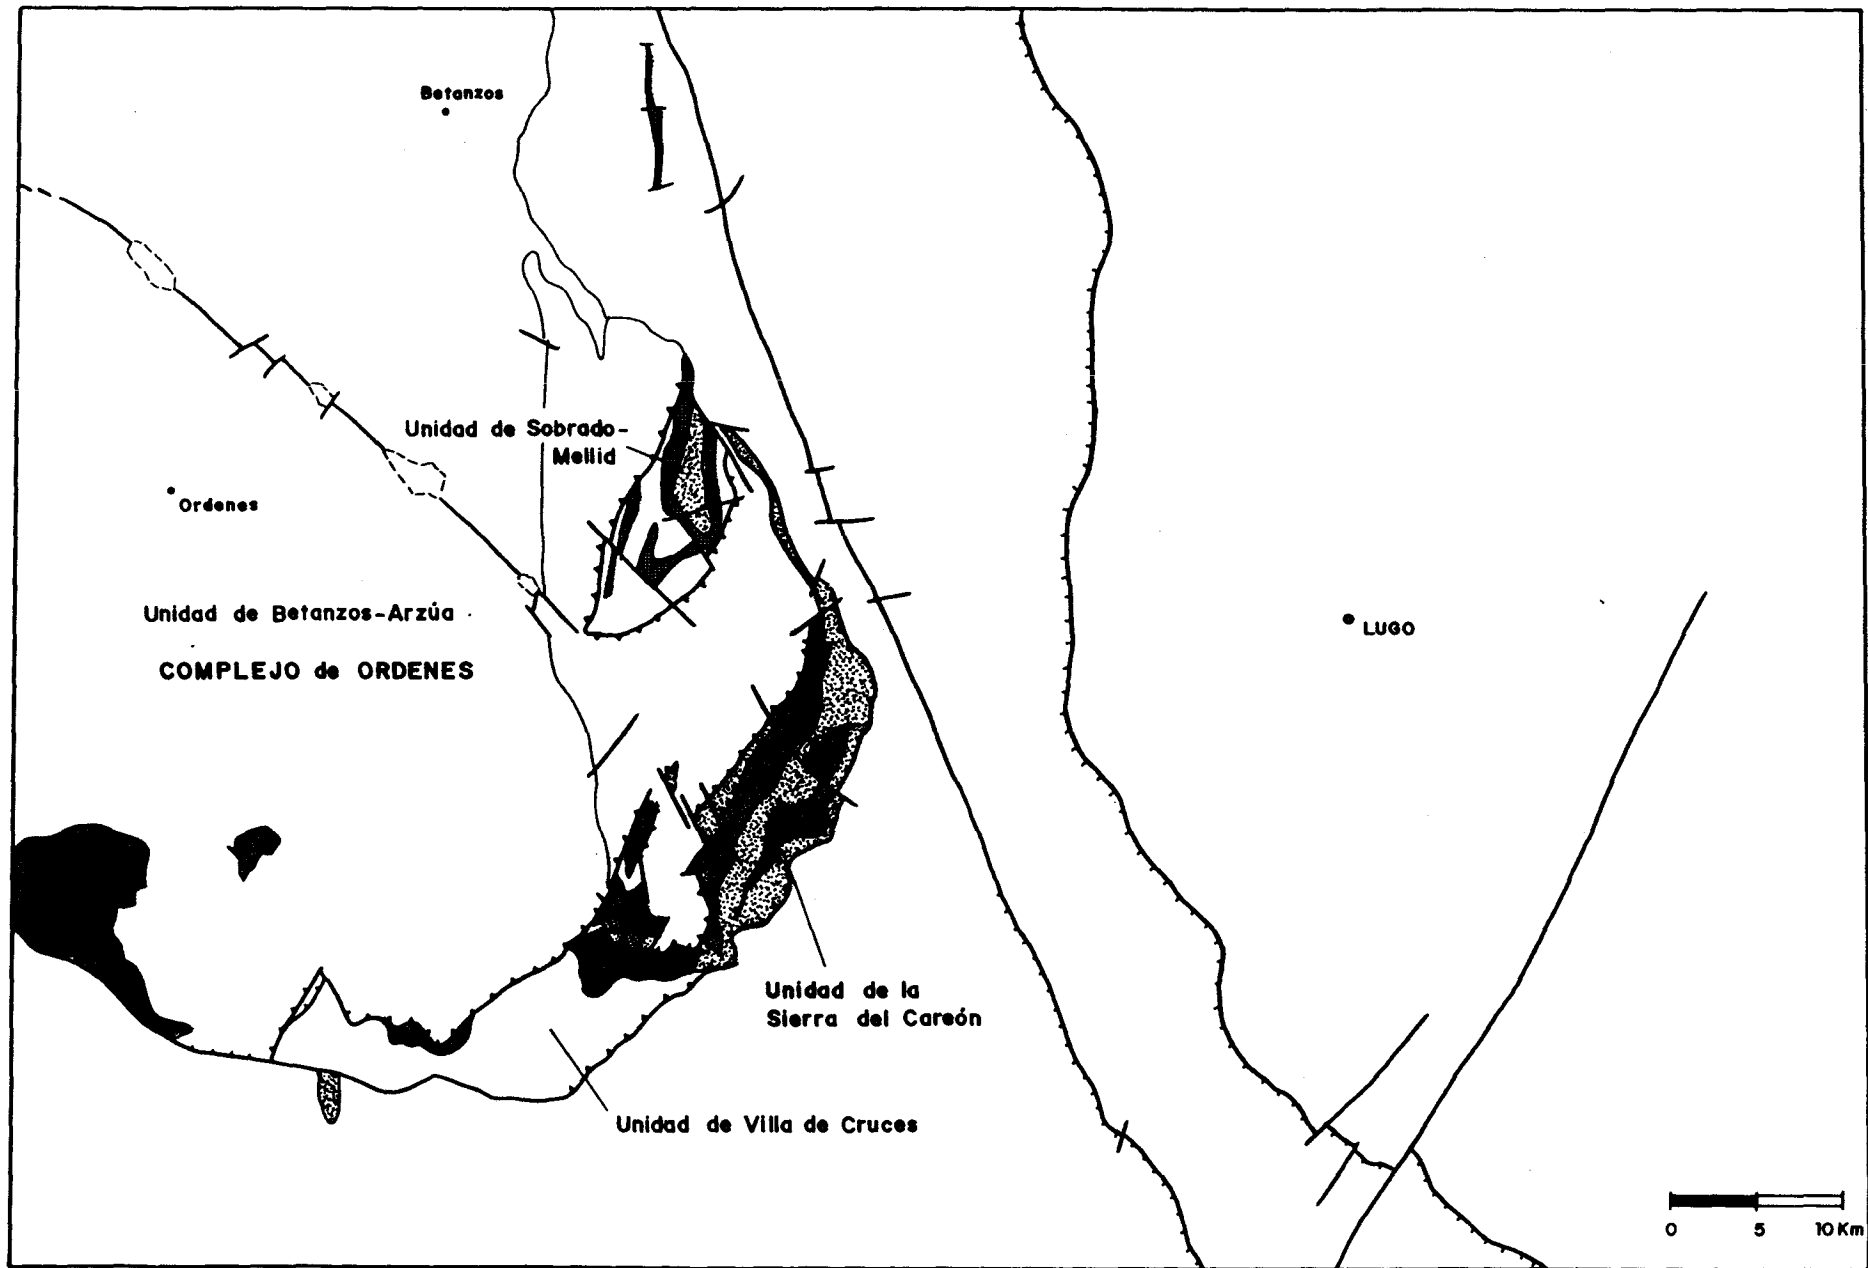 Betanzos
Unidad de Sobrado-
Mellid
Ordenes
Unidad de Betanzos-Arzúa
COMPLEJO de ORDENES
LUGO
Unidad de la
Sierra del Careón
Unidad de Villa de Cruces
0 5 10 Km